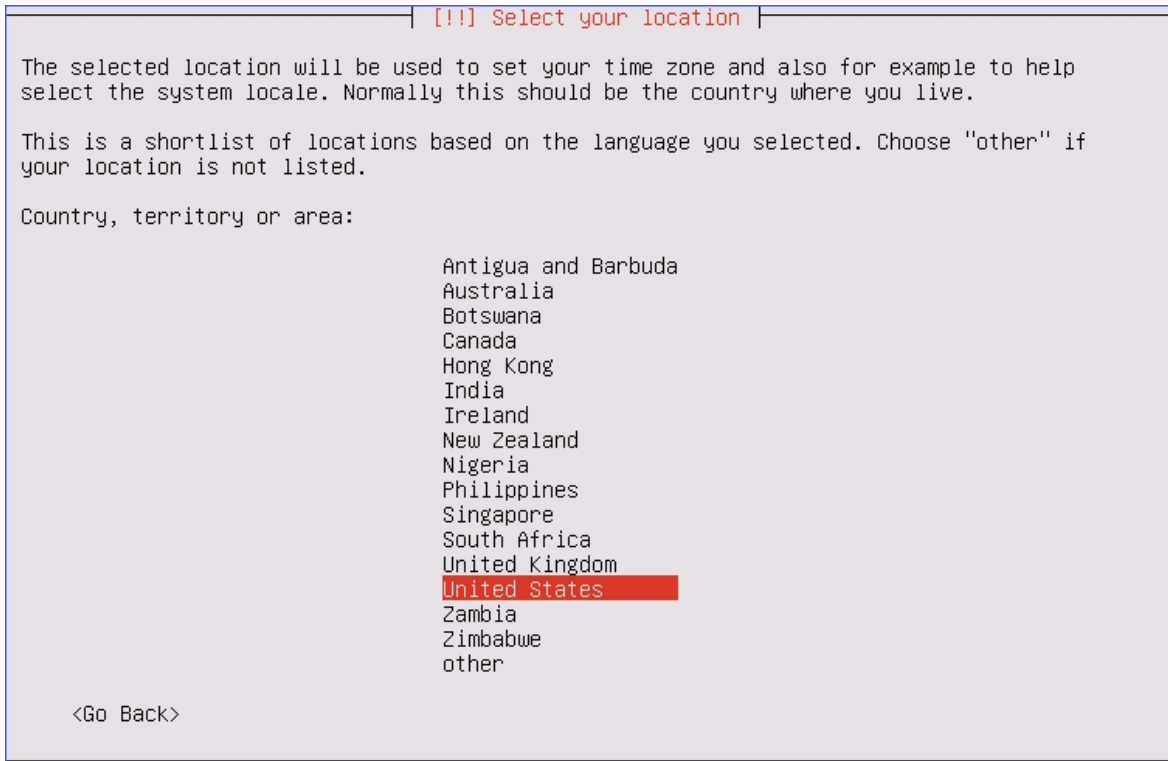 [!!] Select your location
The selected location will be used to set your time zone and also for example to help
select the system locale. Normally this should be the country where you live.
This is a shortlist of locations based on the language you selected. Choose "other" if
your location is not listed.
Country, territory or area:
Antigua and Barbuda
Australia
Botswana
Canada
Hong Kong
India
Ireland
New Zealand
Nigeria
Philippines
Singapore
South Africa
United Kingdom
United States
Zambia
Zimbabwe
other
<Go Back>